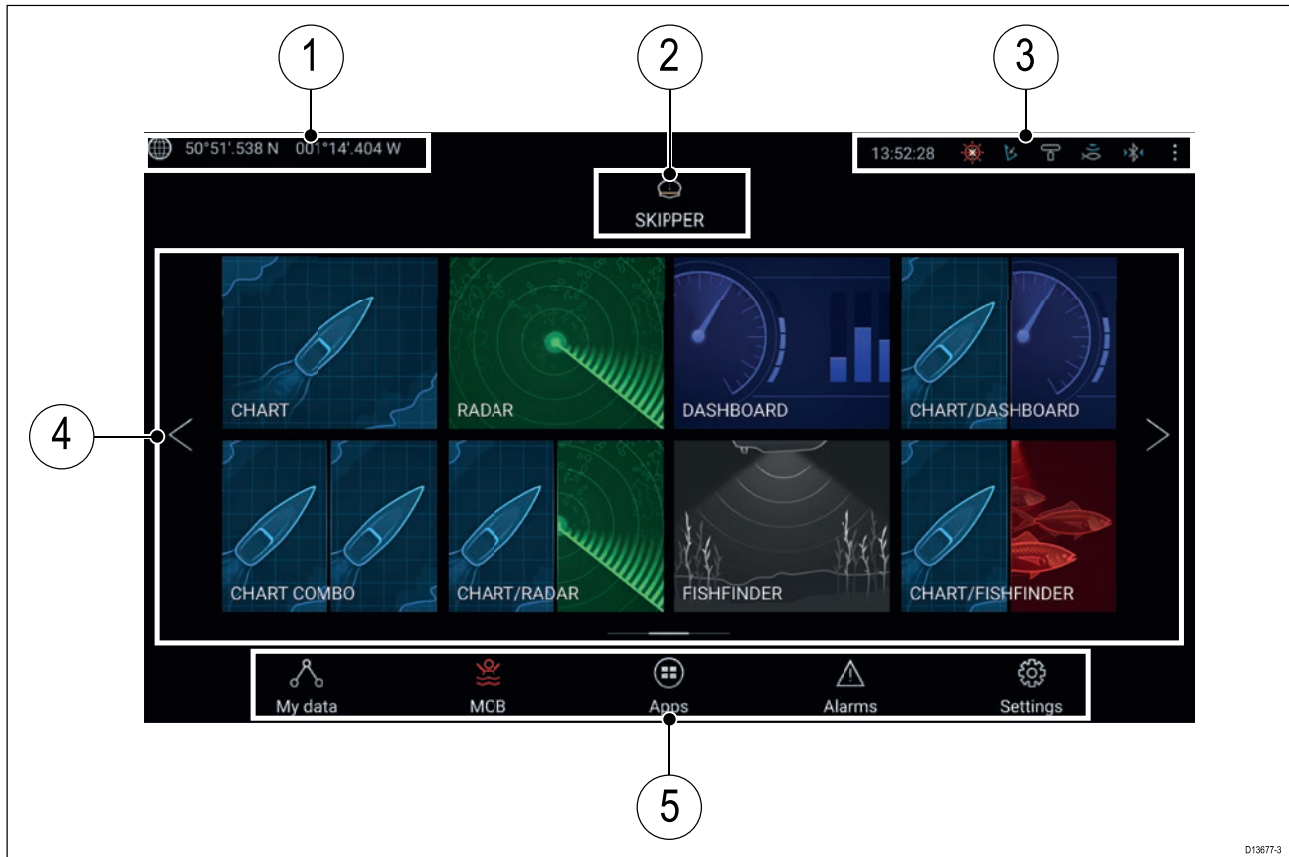 1
2
3
50°51'.538 N 001°14'.404 W
13:52:28
SKIPPER
4
CHART
RADAR
DASHBOARD
CHART/DASHBOARD
CHART COMBO
CHART/RADAR
FISHFINDER
CHART/FISHFINDER
My data
MOB
Apps
Alarms
Settings
5
D13677-3